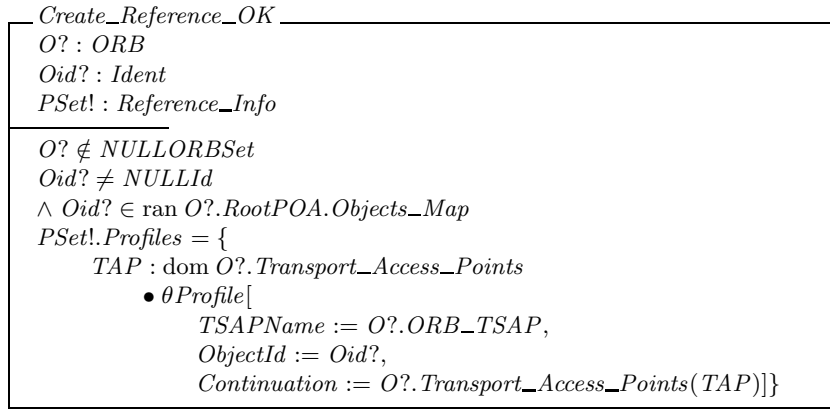 Create_Reference_OK
O? : ORB
Oid? : Ident
PSet! : Reference_Info
O? ∉ NULLORBSet
Oid? ≠ NULLId
∧ Oid? ∈ ran O?.RootPOA.Objects_Map
PSet!.Profiles = {
TAP : dom O?.Transport_Access_Points
• θProfile[
TSAPName := O?.ORB_TSAP,
ObjectId := Oid?,
Continuation := O?.Transport_Access_Points(TAP)]}